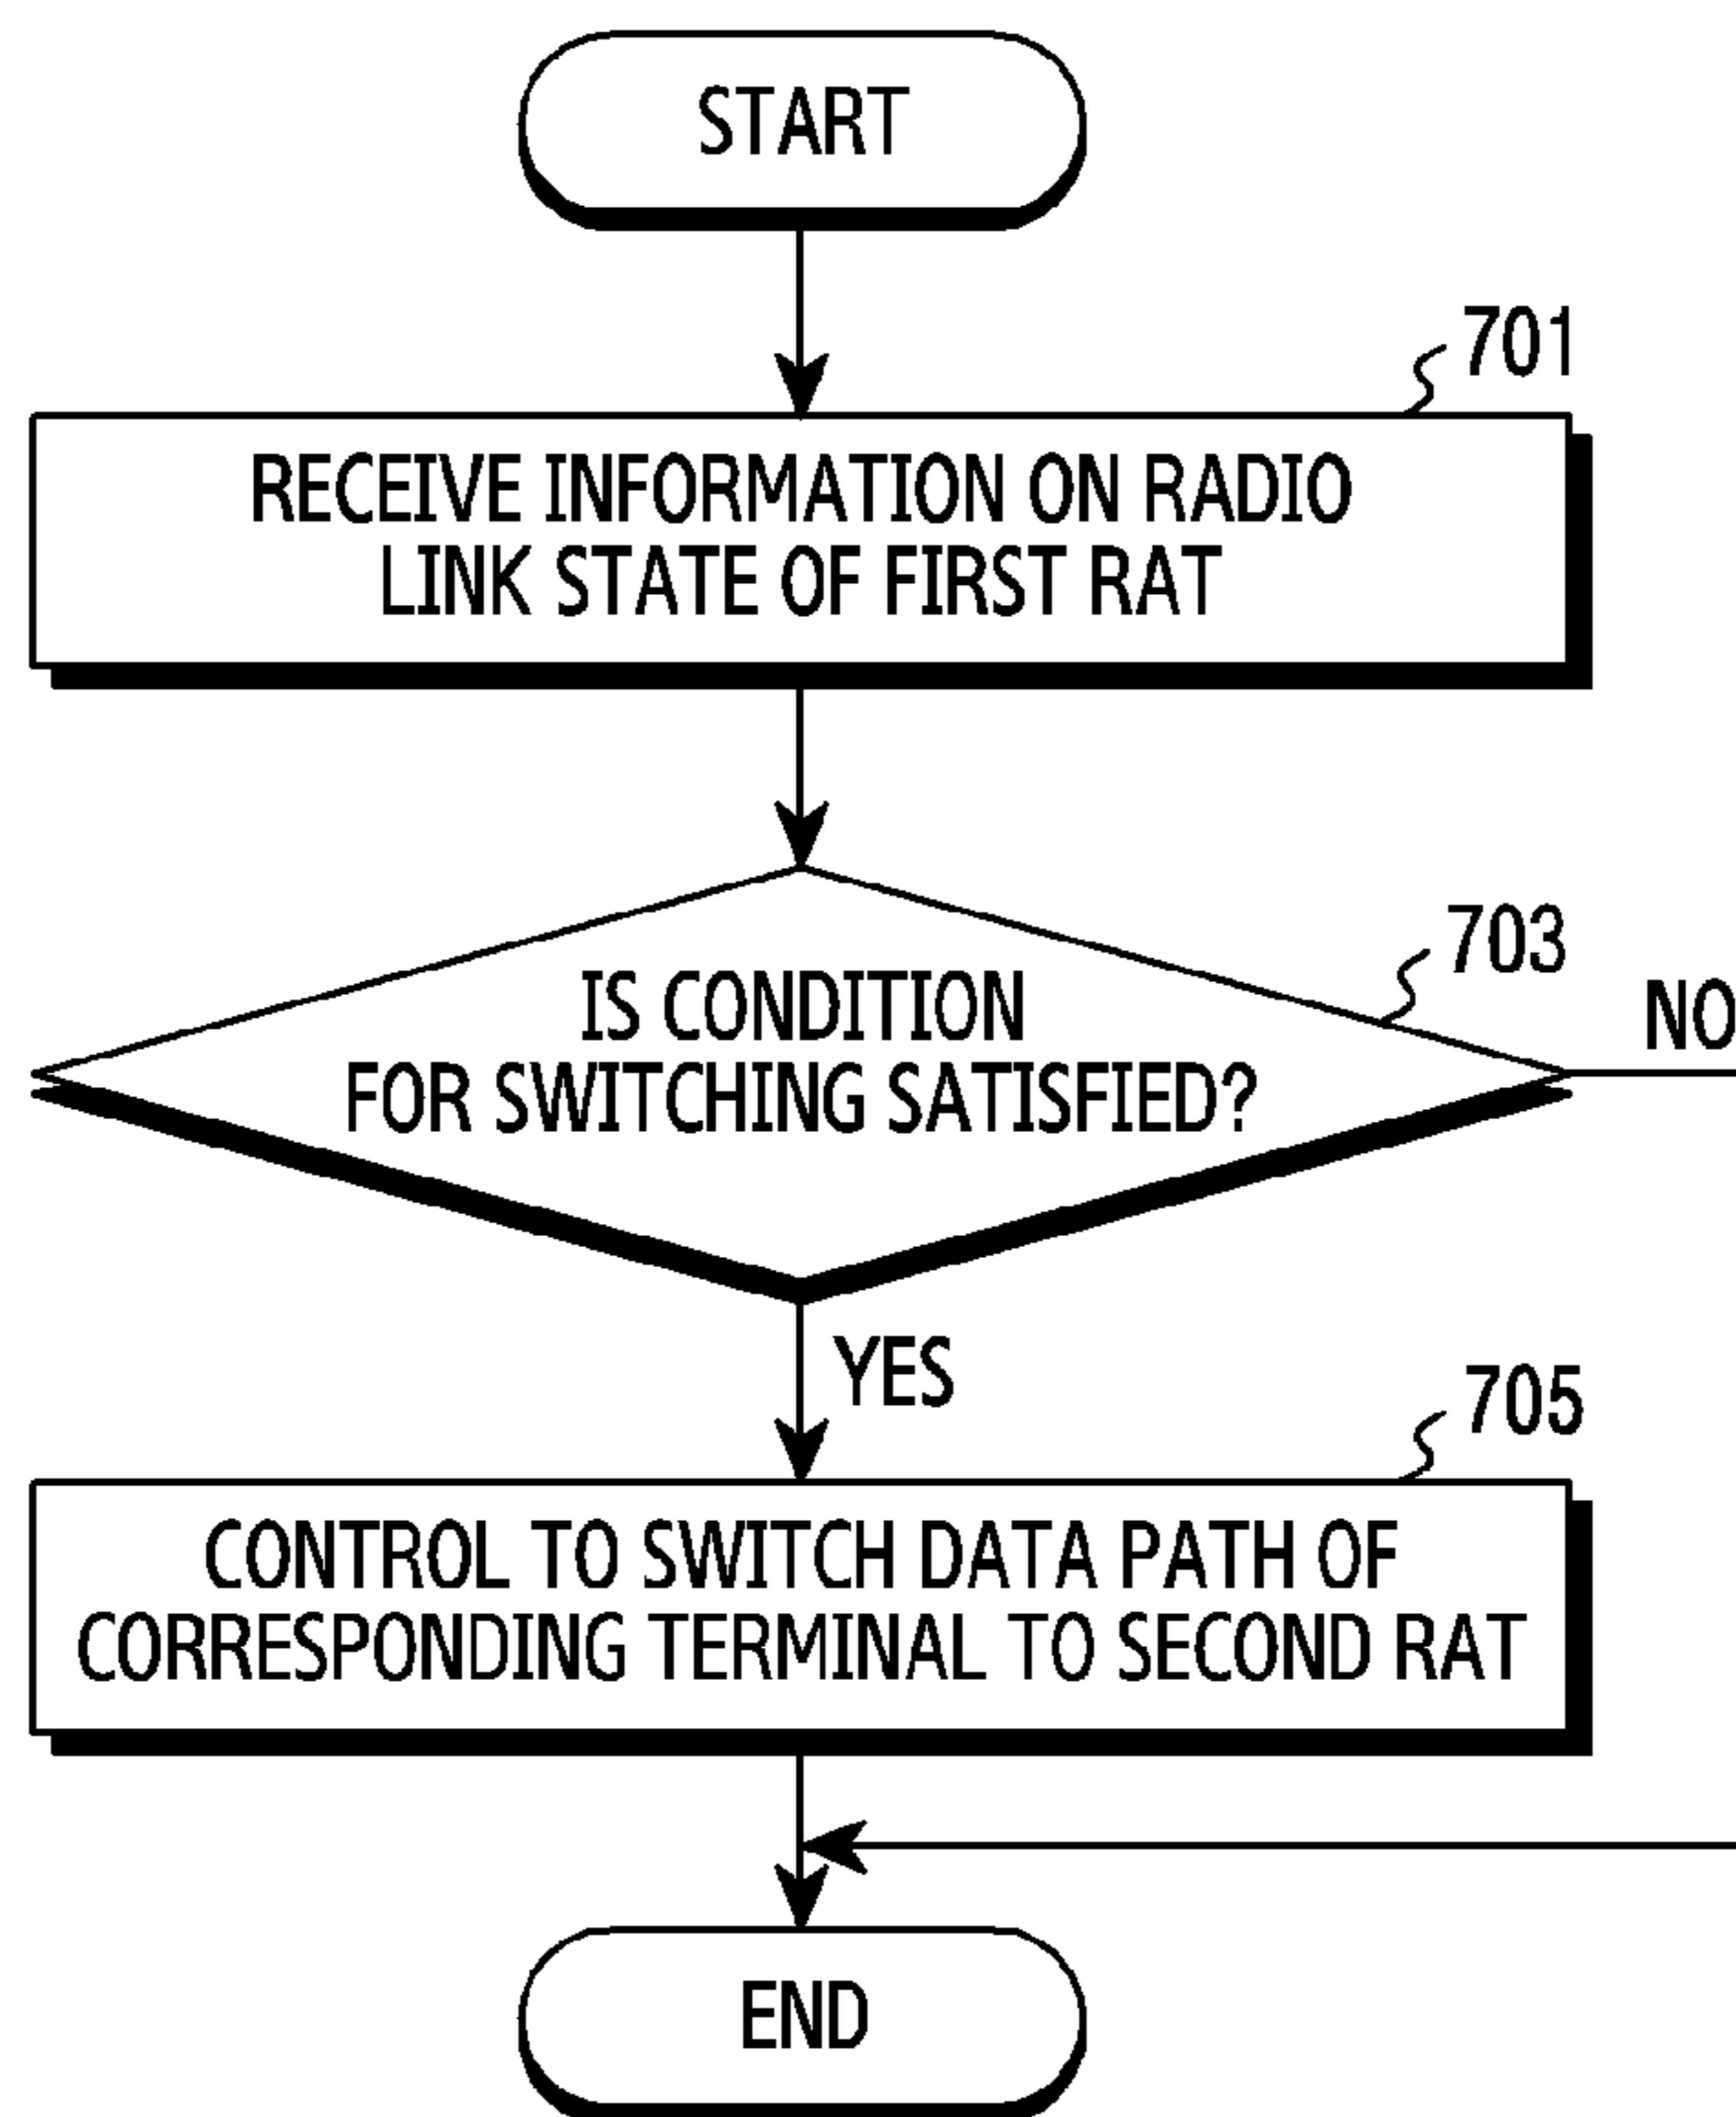 START
701
RECEIVE INFORMATION ON RADIO
LINK STATE OF FIRST RAT
703
NO
IS CONDITION
FOR SWITCHING SATISFIED?
YES
705
CONTROL TO SWITCH DATA PATH OF
CORRESPONDING TERMINAL TO SECOND RAT
END